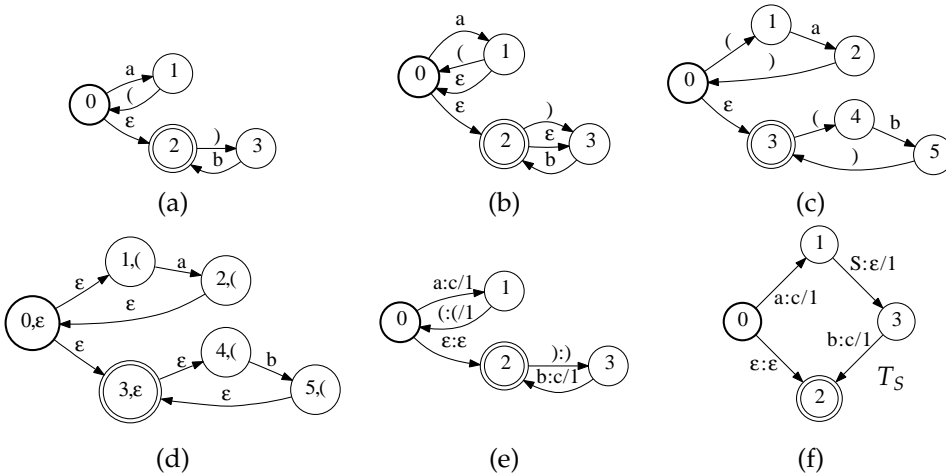 0 a 1
(
ε 2 ) 3
b
(a)
0 a 1
(
ε
ε 2 ) 3
ε
b
(b)
0 ( 1 a 2
)
ε 3 ( 4 b 5
)
(c)
0,ε ε 1,( a 2,(
ε
ε 3,ε ε 4,( b 5,(
ε
(d)
0 a:c/1 1
(:(/1
ε:ε 2 ):) 3
b:c/1
(e)
1
S:ε/1
0 a:c/1 3
ε:ε b:c/1
2 T_S
(f)